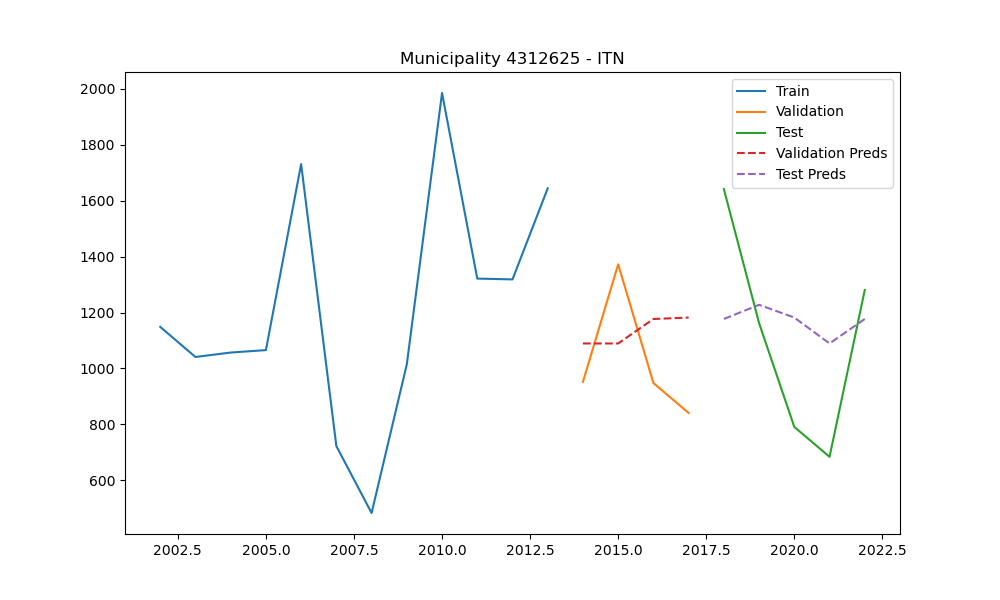 Municipality 4312625 - ITN
2000
1800
1600
1400
1200
1000
800
600
Train
Validation
Test
Validation Preds
Test Preds
2002.5 2005.0 2007.5 2010.0 2012.5 2015.0 2017.5 2020.0 2022.5